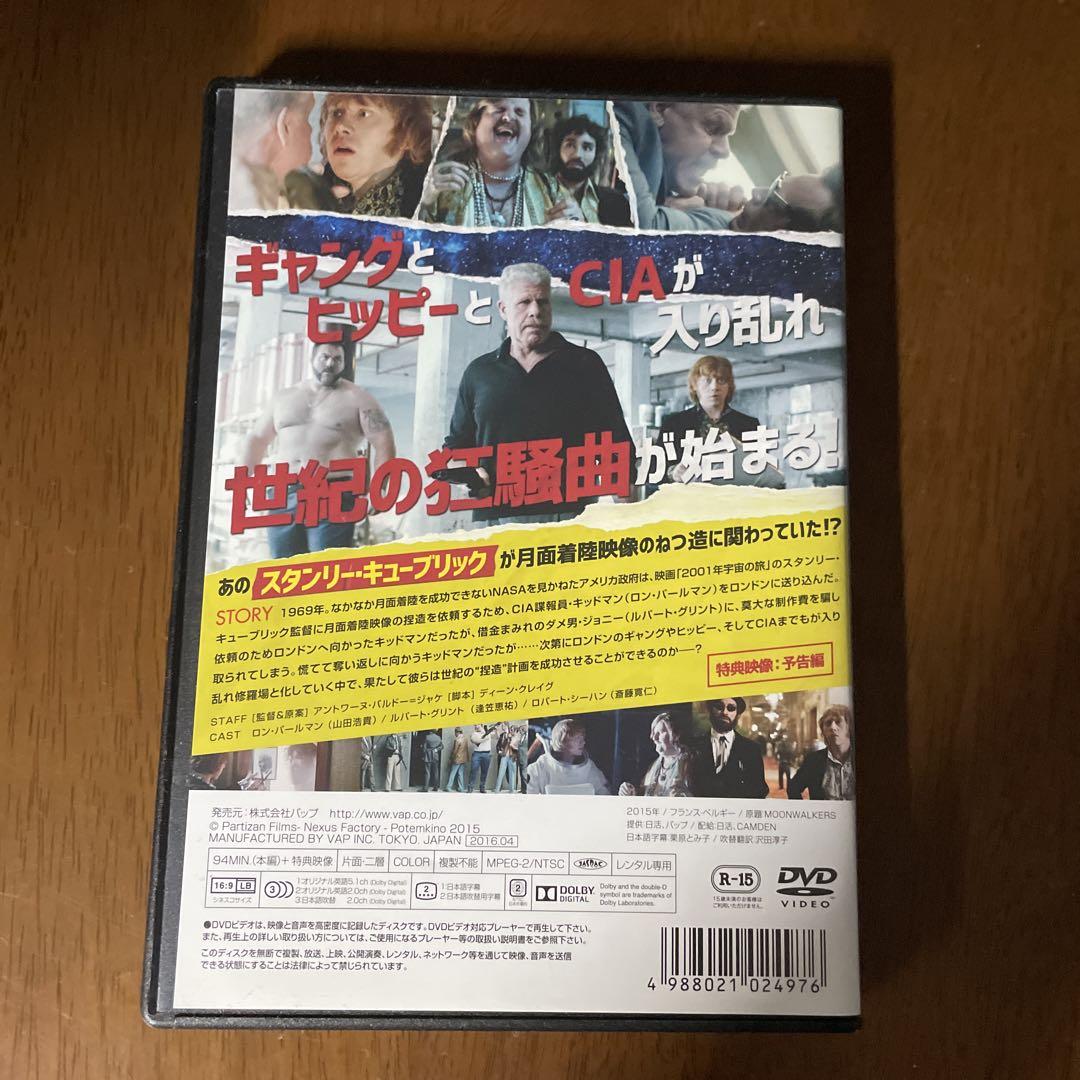 ギャングと
ヒッピーと
CIAが
入り乱れ
世紀の狂騒曲が始まる!
あのスタンリー・キューブリックが月面着陸映像のねつ造に関わっていた!?
STORY 1969年。なかなか月面着陸を成功できないNASAを見かねたアメリカ政府は、映画「2001年宇宙の旅」のスタンリー・
キューブリック監督に月面着陸映像の捏造を依頼するため、CIA諜報員・キッドマン(ロン・パールマン)をロンドンに送り込んだ。
依頼のためロンドンへ向かったキッドマンだったが、借金まみれのダメ男・ジョニー(ルパート・グリント)に、莫大な制作費を騙し
取られてしまう。慌てて奪い返しに向かうキッドマンだったが……次第にロンドンのギャングやヒッピー、そしてCIAまでもが入り
乱れ修羅場と化していく中で、果たして彼らは世紀の“捏造”計画を成功させることができるのか―?
特典映像:予告編
STAFF [監督&原案] アントワーヌ・バルドー=ジャケ [脚本] ディーン・クレイグ
CAST ロン・パールマン(山田浩貴) / ルパート・グリント(逢笠恵祐) / ロバート・シーハン(斎藤寛仁)
発売元:株式会社バップ http://www.vap.co.jp/
© Partizan Films- Nexus Factory - Potemkino 2015
MANUFACTURED BY VAP INC. TOKYO. JAPAN 2016.04
2015年 / フランス・ベルギー / 原題:MOONWALKERS
提供:日活、バップ / 配給:日活、CAMDEN
日本語字幕:栗原とみ子 / 吹替翻訳:沢田淳子
94MIN.(本編)+特典映像 片面・二層 COLOR 複製不能 MPEG-2/NTSC レンタル専用
16:9 LB
シネスコサイズ
3
1:オリジナル英語5.1ch (Dolby Digital)
2:オリジナル英語2.0ch (Dolby Digital)
3:日本語吹替 2.0ch (Dolby Digital)
2
1:日本語字幕
2:日本語吹替用字幕
2
DOLBY
DIGITAL
Dolby and the double-D
symbol are trademarks of
Dolby Laboratories.
R-15
15歳未満のお客様は
ご利用いただけません。
DVD
VIDEO
●DVDビデオは、映像と音声を高密度に記録したディスクです。DVDビデオ対応プレーヤーで再生して下さい。
また、再生上の詳しい取り扱い方については、ご使用になるプレーヤー等の取扱い説明書をご参照下さい。
このディスクを無断で複製、放送、上映、公開演奏、レンタル、ネットワーク等を通じて映像、音声を送信
できる状態にすることは法律によって禁じられています。
4 988021 024976